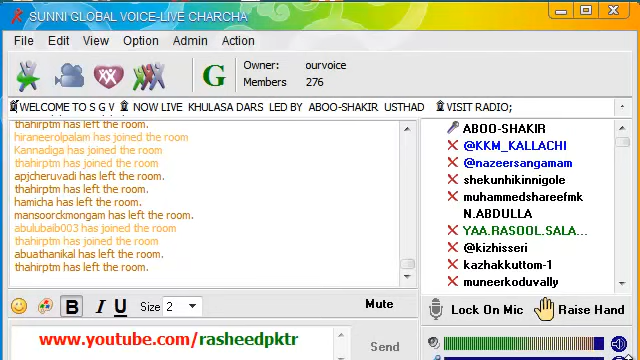 SUNNI GLOBAL VOICE-LIVE CHARCHA
File Edit View Option Admin Action
Owner: ourvoice
G
Members 276
WELCOME TO S G V NOW LIVE KHULASA DARS LED BY ABOO-SHAKIR USTHAD VISIT RADIO;
thahirptm has left the room.
hiraneerolpalam has joined the room
Kannadiga has joined the room
thahirptm has joined the room
apjcheruvadi has left the room.
thahirptm has left the room.
hamicha has left the room.
mansoorckmongam has left the room.
abulubaib003 has joined the room
thahirptm has joined the room
abuathanikal has left the room.
thahirptm has left the room.
ABOO-SHAKIR
@KKM_KALLACHI
@nazeersangamam
shekunhikinnigole
muhammedshareefmk
N.ABDULLA
YAA.RASOOL.SALA...
@kizhisseri
kazhakkuttom-1
muneerkoduvally
B I U Size 2 Mute
Lock On Mic Raise Hand
www.youtube.com/rasheedpktr
Send